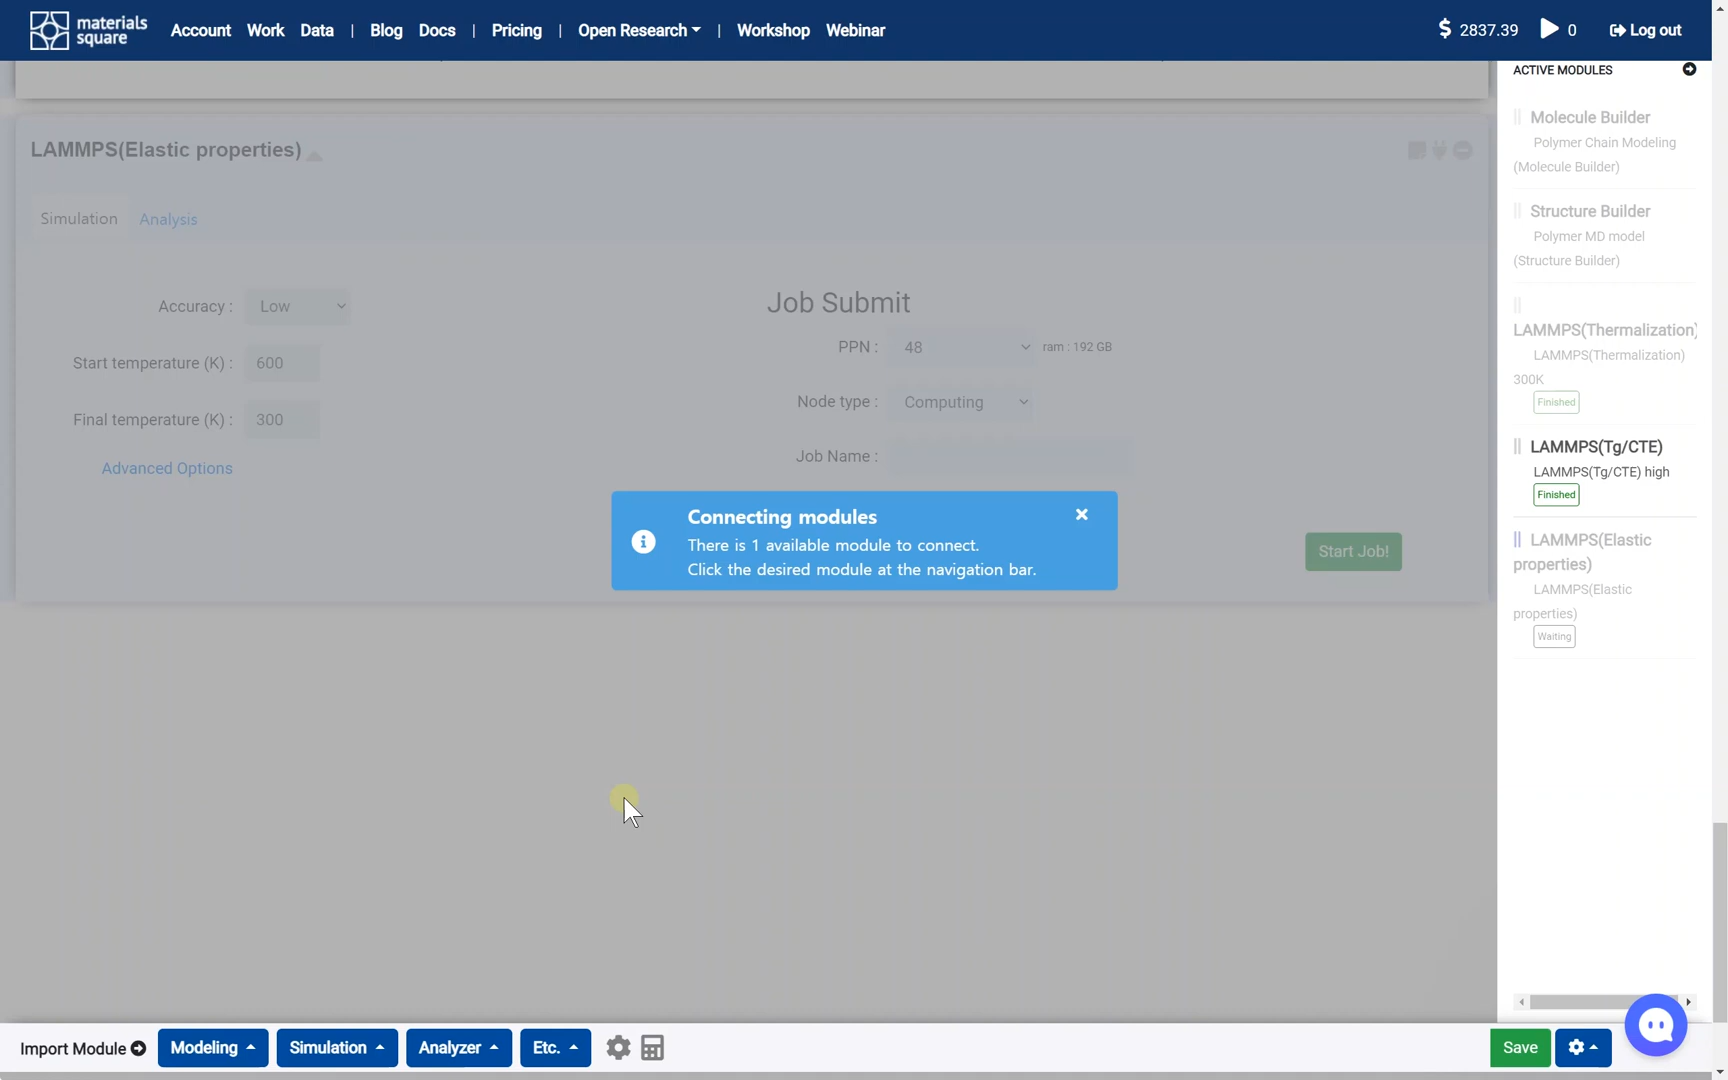 materials square
Account Work Data | Blog Docs | Pricing | Open Research | Workshop Webinar
$ 2837.39 0 Log out
ACTIVE MODULES
Molecule Builder
Polymer Chain Modeling
(Molecule Builder)
Structure Builder
Polymer MD model
(Structure Builder)
LAMMPS(Thermalization)
LAMMPS(Thermalization)
300K
Finished
LAMMPS(Tg/CTE)
LAMMPS(Tg/CTE) high
Finished
LAMMPS(Elastic
properties)
LAMMPS(Elastic
properties)
Waiting
LAMMPS(Elastic properties)
Simulation Analysis
Accuracy : Low
Start temperature (K) : 600
Final temperature (K) : 300
Advanced Options
Job Submit
PPN : 48 ram : 192 GB
Node type : Computing
Job Name :
Start Job!
Connecting modules
There is 1 available module to connect.
Click the desired module at the navigation bar.
Import Module Modeling Simulation Analyzer Etc.
Save